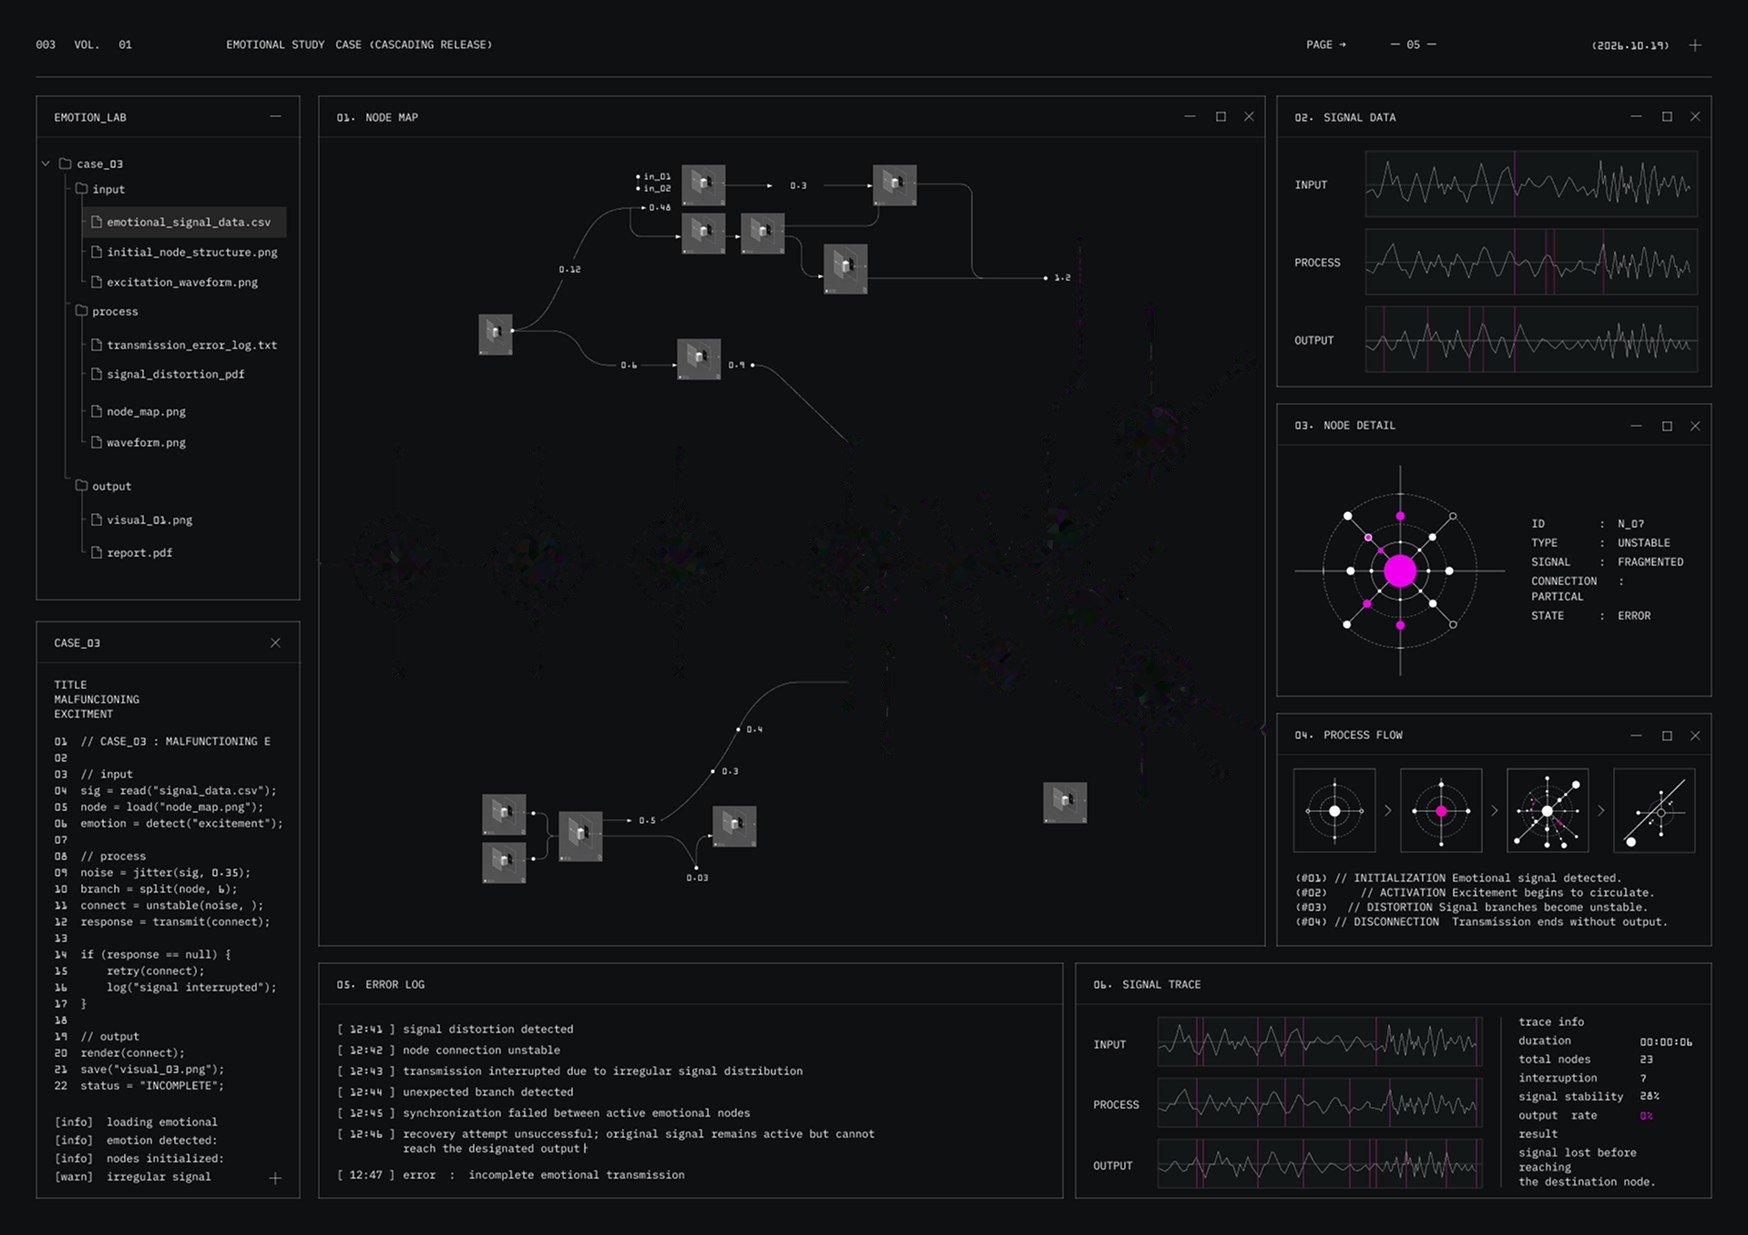 003 VOL. 01
EMOTIONAL STUDY CASE (CASCADING RELEASE)
PAGE → — 05 —
(2026.10.19) +
EMOTION_LAB
case_03
input
emotional_signal_data.csv
initial_node_structure.png
excitation_waveform.png
process
transmission_error_log.txt
signal_distortion_pdf
node_map.png
waveform.png
output
visual_01.png
report.pdf
CASE_03
TITLE
MALFUNCIONING
EXCITMENT
01 // CASE_03 : MALFUNCTIONING E
02
03 // input
04 sig = read("signal_data.csv");
05 node = load("node_map.png");
06 emotion = detect("excitement");
07
08 // process
09 noise = jitter(sig, 0.35);
10 branch = split(node, 6);
11 connect = unstable(noise, );
12 response = transmit(connect);
13
14 if (response == null) {
15 retry(connect);
16 log("signal interrupted");
17 }
18
19 // output
20 render(connect);
21 save("visual_03.png");
22 status = "INCOMPLETE";
[info] loading emotional
[info] emotion detected:
[info] nodes initialized:
[warn] irregular signal
01. NODE MAP
in_01
in_02
0.3
0.48
0.12
1.2
0.6
0.9
0.4
0.3
0.5
0.03
02. SIGNAL DATA
INPUT
PROCESS
OUTPUT
03. NODE DETAIL
ID : N_07
TYPE : UNSTABLE
SIGNAL : FRAGMENTED
CONNECTION :
PARTICAL
STATE : ERROR
04. PROCESS FLOW
(#01) // INITIALIZATION Emotional signal detected.
(#02) // ACTIVATION Excitement begins to circulate.
(#03) // DISTORTION Signal branches become unstable.
(#04) // DISCONNECTION Transmission ends without output.
05. ERROR LOG
[ 12:41 ] signal distortion detected
[ 12:42 ] node connection unstable
[ 12:43 ] transmission interrupted due to irregular signal distribution
[ 12:44 ] unexpected branch detected
[ 12:45 ] synchronization failed between active emotional nodes
[ 12:46 ] recovery attempt unsuccessful; original signal remains active but cannot
reach the designated output
[ 12:47 ] error : incomplete emotional transmission
06. SIGNAL TRACE
INPUT
PROCESS
OUTPUT
trace info
duration 00:00:06
total nodes 23
interruption 7
signal stability 28%
output rate 0%
result
signal lost before
reaching
the destination node.